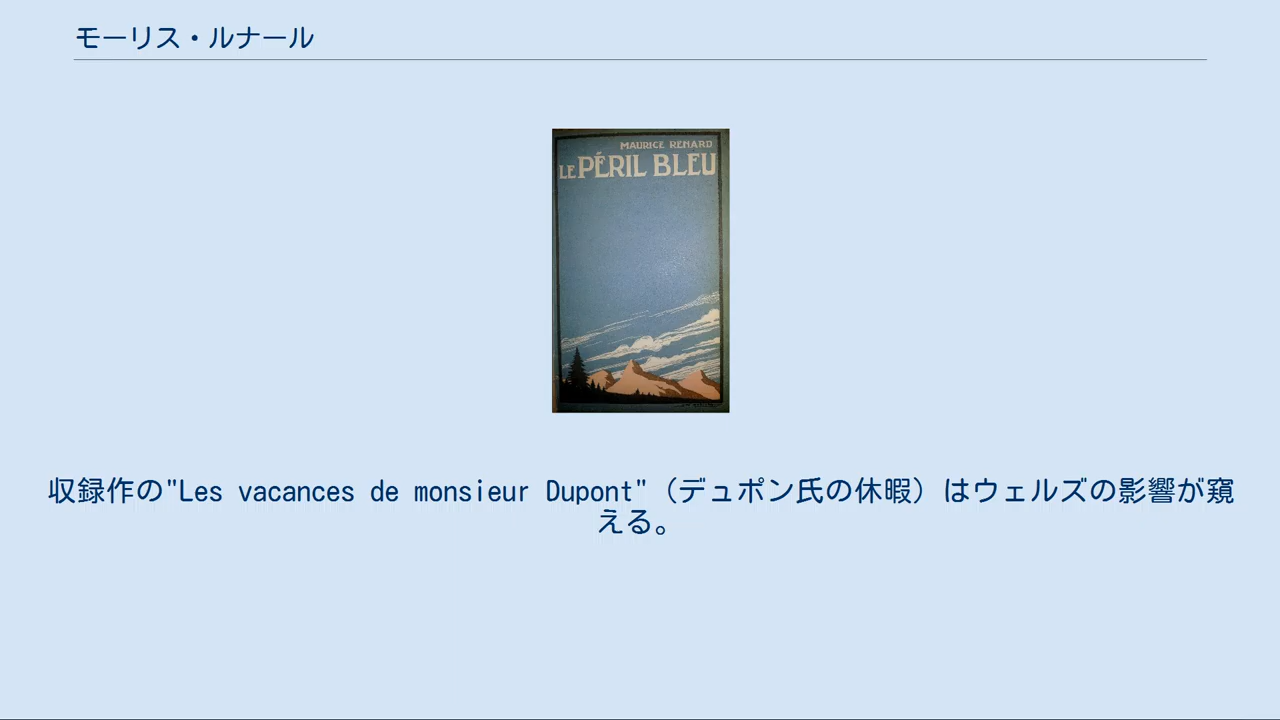 モーリス・ルナール
MAURICE RENARD
LE PÉRIL BLEU
収録作の"Les vacances de monsieur Dupont"（デュポン氏の休暇）はウェルズの影響が窺
える。